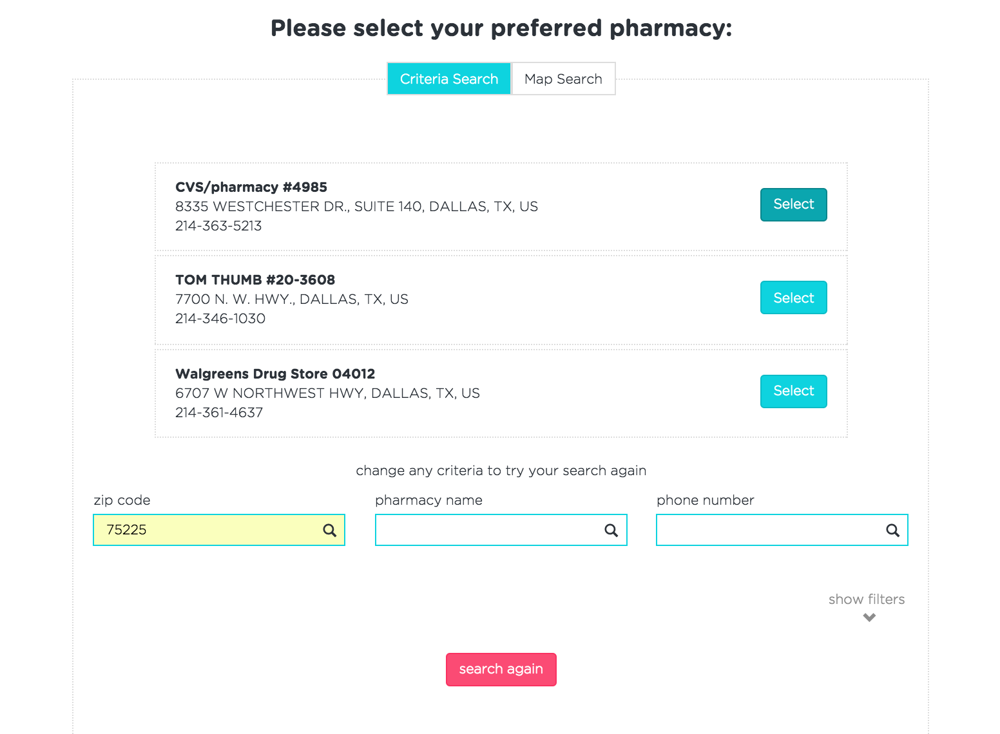 Please select your preferred pharmacy:
Criteria Search
Map Search
CVS/pharmacy #4985
8335 WESTCHESTER DR., SUITE 140, DALLAS, TX, US
214-363-5213
Select
TOM THUMB #20-3608
7700 N. W. HWY., DALLAS, TX, US
214-346-1030
Select
Walgreens Drug Store 04012
6707 W NORTHWEST HWY, DALLAS, TX, US
214-361-4637
Select
change any criteria to try your search again
zip code
75225
pharmacy name
phone number
show filters
search again